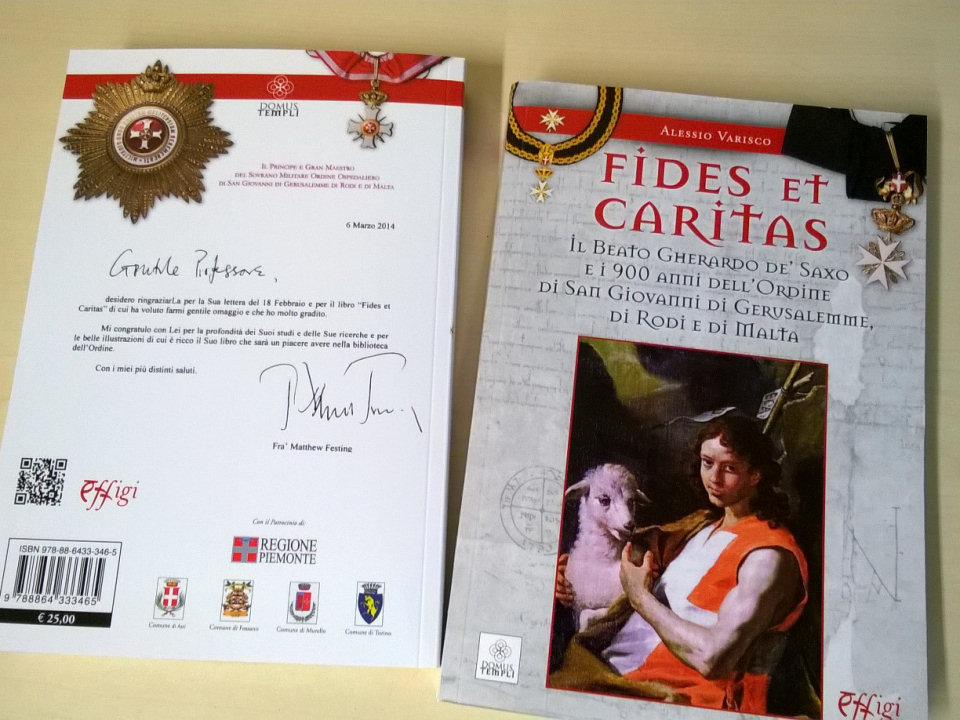 DOMUS
TEMPLI
IL PRINCIPE E GRAN MAESTRO
DEL SOVRANO MILITARE ORDINE OSPEDALIERO
DI SAN GIOVANNI DI GERUSALEMME DI RODI E DI MALTA
6 Marzo 2014
Gentile Professore,
desidero ringraziarLa per la Sua lettera del 18 Febbraio e per il libro "Fides et
Caritas" di cui ha voluto farmi gentile omaggio e che ho molto gradito.
Mi congratulo con Lei per la profondità dei Suoi studi e delle Sue ricerche e per
le belle illustrazioni di cui è ricco il Suo libro che sarà un piacere avere nella biblioteca
dell'Ordine.
Con i miei più distinti saluti.
Fra' Matthew Festing
effigi
Con il Patrocinio di:
REGIONE
PIEMONTE
ISBN 978-88-6433-346-5
9 788864 333465
€ 25,00
Comune di Asti
Comune di Fossano
Comune di Murello
Comune di Torino
ALESSIO VARISCO
FIDES ET
CARITAS
IL BEATO GHERARDO DE' SAXO
E I 900 ANNI DELL'ORDINE
DI SAN GIOVANNI DI GERUSALEMME,
DI RODI E DI MALTA
DOMUS
TEMPLI
effigi